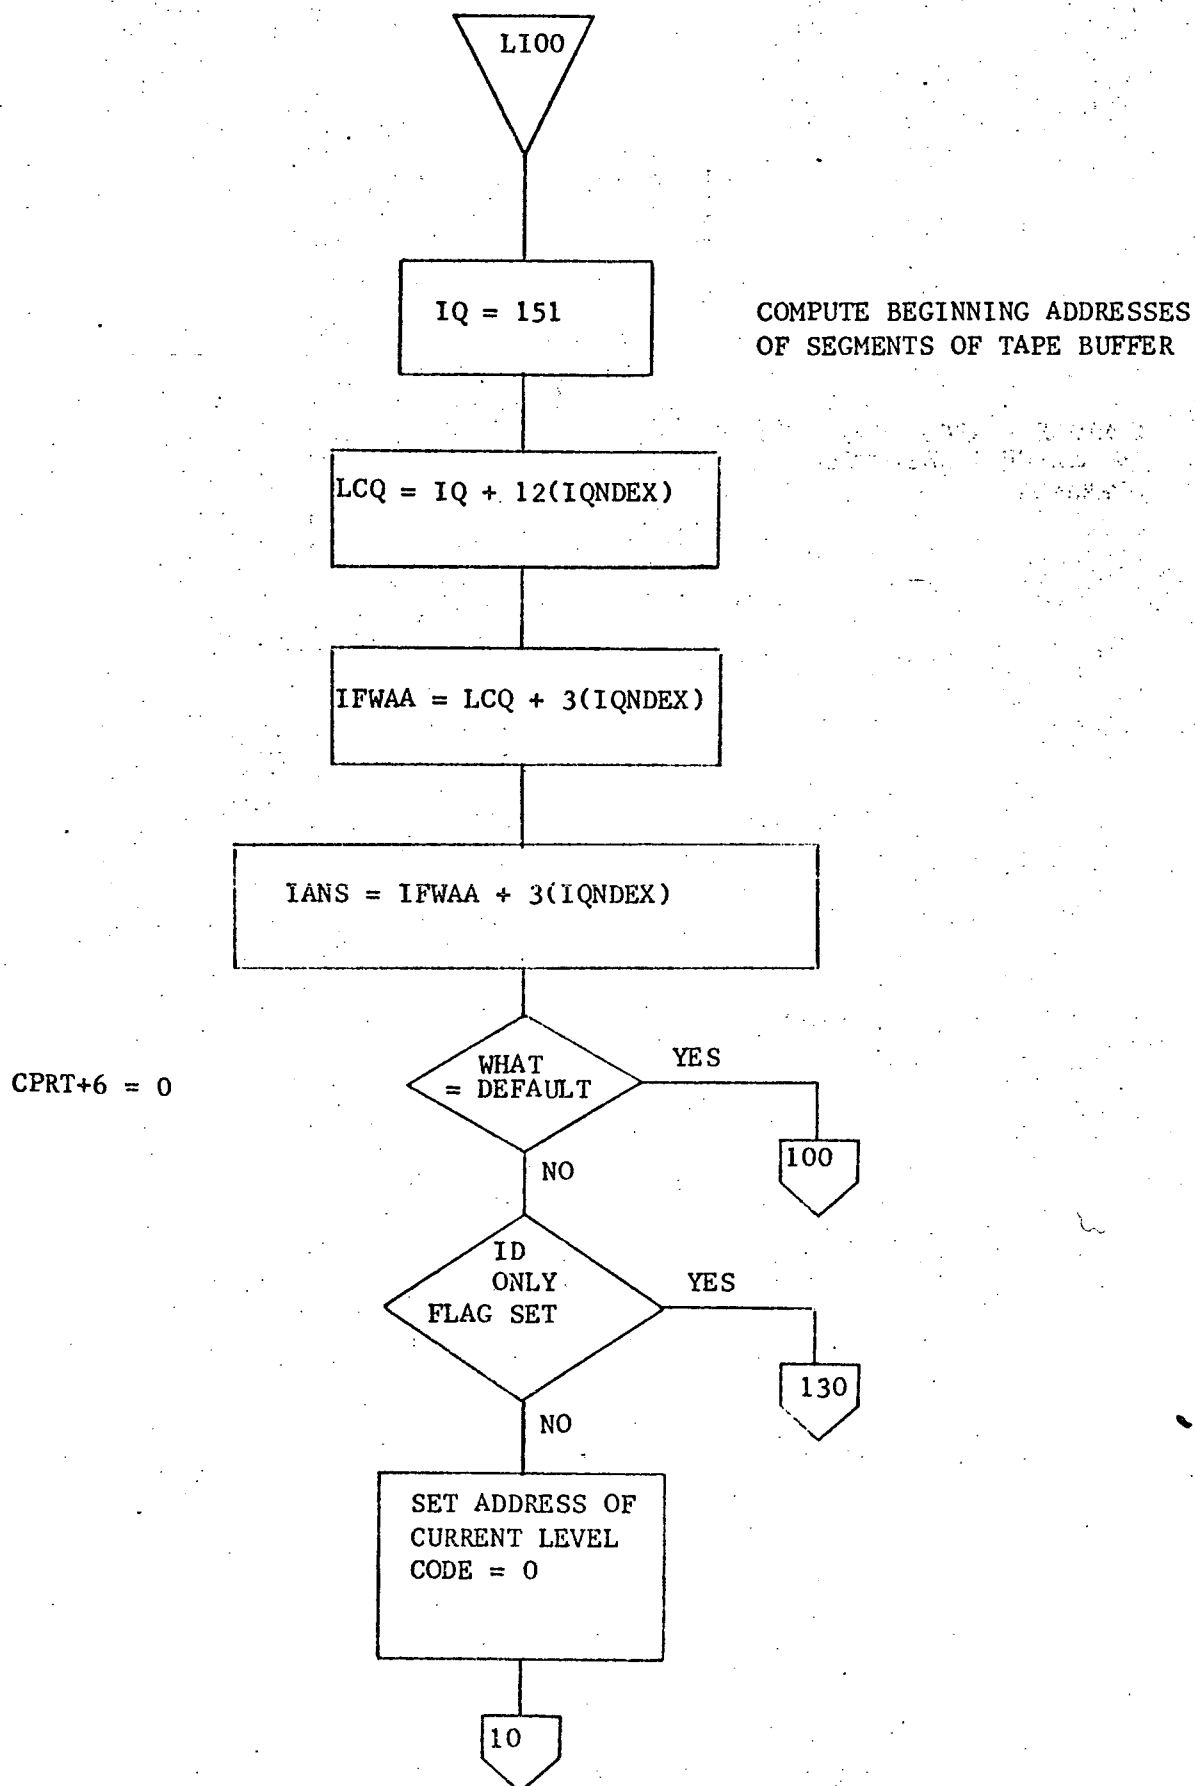 LI00
IQ = 151
COMPUTE BEGINNING ADDRESSES
OF SEGMENTS OF TAPE BUFFER
LCQ = IQ + 12(IQNDEX)
IFWAA = LCQ + 3(IQNDEX)
IANS = IFWAA + 3(IQNDEX)
CPRT+6 = 0
WHAT
= DEFAULT
YES
100
NO
ID
ONLY
FLAG SET
YES
130
NO
SET ADDRESS OF
CURRENT LEVEL
CODE = 0
10